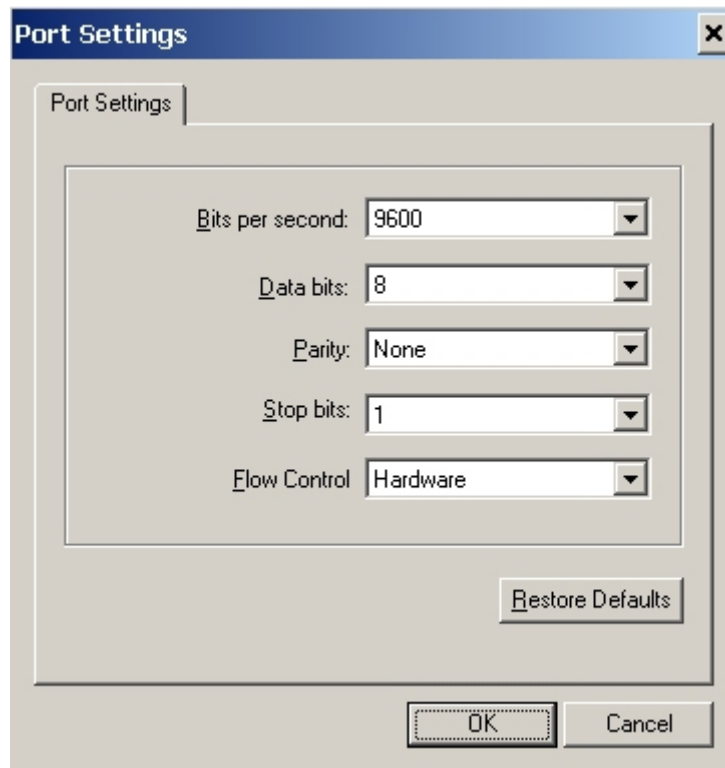 Port Settings
Port Settings
Bits per second: 9600
Data bits: 8
Parity: None
Stop bits: 1
Flow Control Hardware
Restore Defaults
OK Cancel